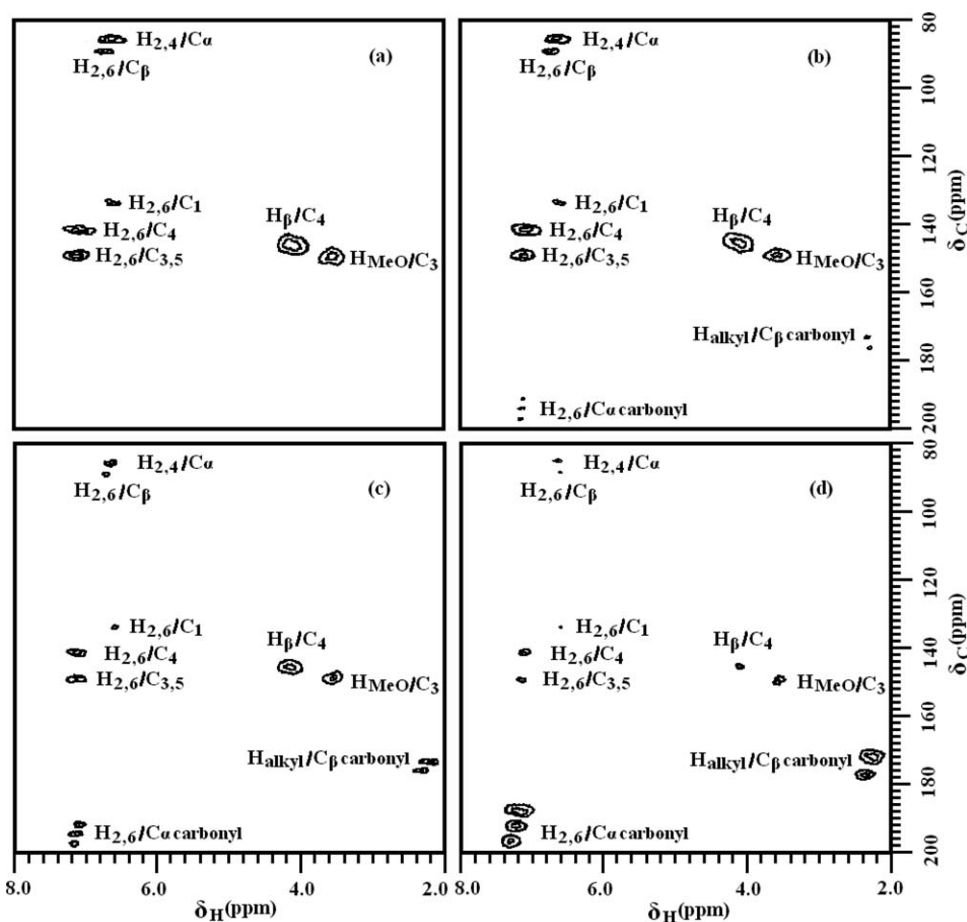 H2,4/Cα
H2,6/Cβ
(a)
H2,6/C1
H2,6/C4
H2,6/C3,5
Hβ/C4
HMeO/C3
H2,4/Cα
H2,6/Cβ
(b)
H2,6/C1
H2,6/C4
H2,6/C3,5
Hβ/C4
HMeO/C3
Halkyl/Cβ carbonyl
H2,6/Cα carbonyl
80
100
120
140
160
180
200
δC(ppm)
H2,4/Cα
H2,6/Cβ
(c)
H2,6/C1
H2,6/C4
H2,6/C3,5
Hβ/C4
HMeO/C3
Halkyl/Cβ carbonyl
H2,6/Cα carbonyl
H2,4/Cα
H2,6/Cβ
(d)
H2,6/C1
H2,6/C4
H2,6/C3,5
Hβ/C4
HMeO/C3
Halkyl/Cβ carbonyl
H2,6/Cα carbonyl
80
100
120
140
160
180
200
δC(ppm)
8.0 6.0 4.0 2.0
δH(ppm)
8.0 6.0 4.0 2.0
δH(ppm)